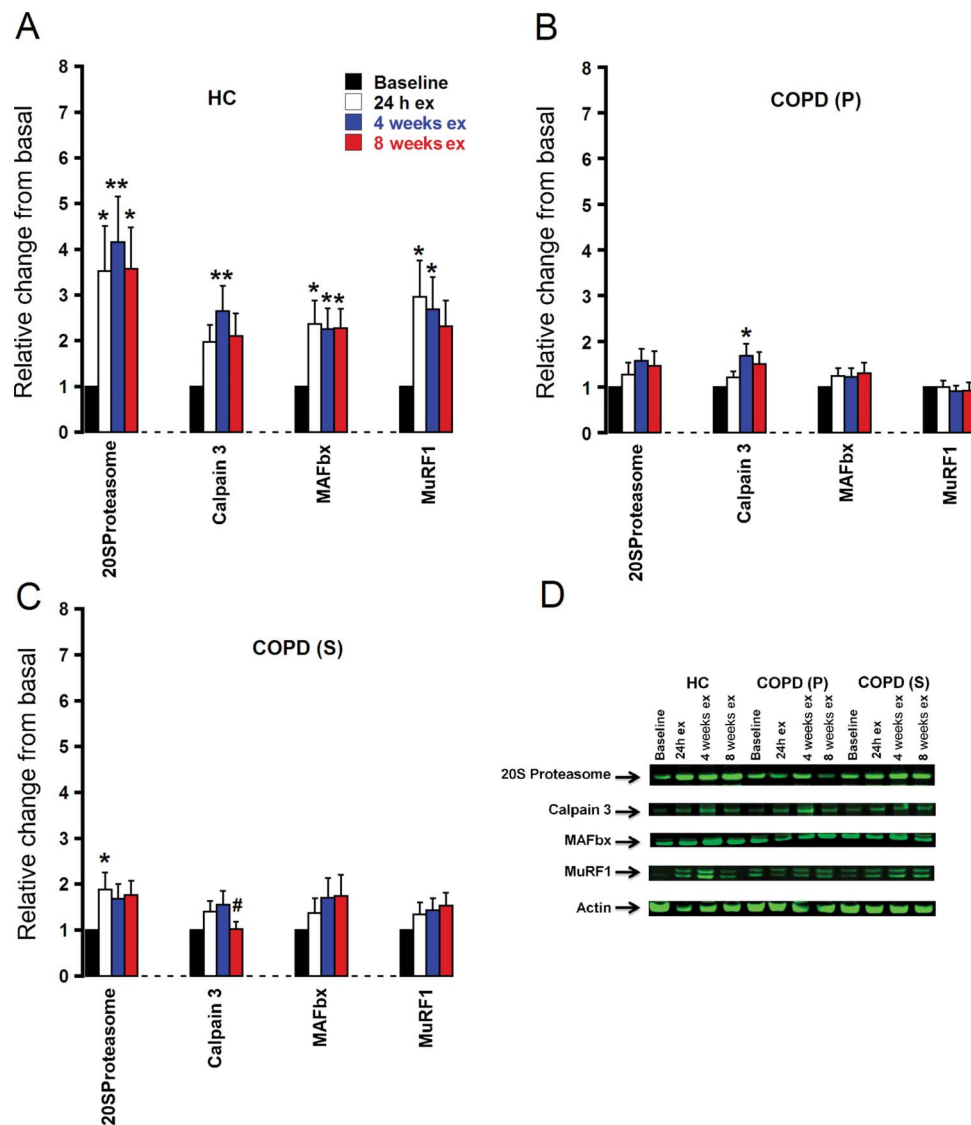 A
HC
Baseline
24 h ex
4 weeks ex
8 weeks ex
Relative change from basal
8
7
6
5
4
3
2
1
0
*
**
*
**
*
**
*
*
20SProteasome
Calpain 3
MAFbx
MuRF1
B
COPD (P)
Relative change from basal
8
7
6
5
4
3
2
1
0
*
20SProteasome
Calpain 3
MAFbx
MuRF1
C
COPD (S)
Relative change from basal
8
7
6
5
4
3
2
1
0
*
#
20SProteasome
Calpain 3
MAFbx
MuRF1
D
HC
COPD (P)
COPD (S)
Baseline
24h ex
4 weeks ex
8 weeks ex
Baseline
24h ex
4 weeks ex
8 weeks ex
Baseline
24h ex
4 weeks ex
8 weeks ex
20S Proteasome
Calpain 3
MAFbx
MuRF1
Actin